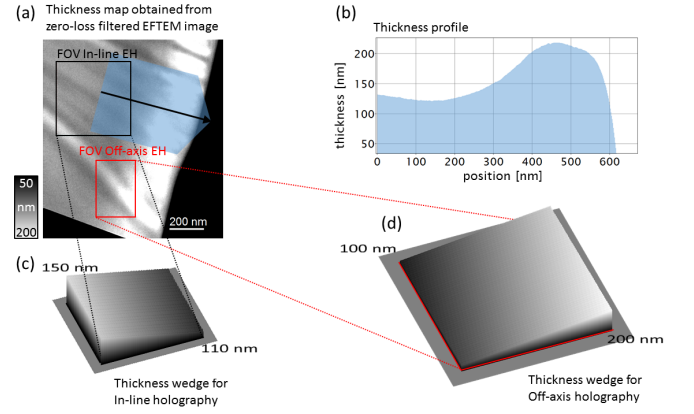 (a)
Thickness map obtained from
zero-loss filtered EFTEM image
FOV In-line EH
FOV Off-axis EH
50
nm
200
200 nm
(b)
Thickness profile
thickness [nm]
200
150
100
50
0
100
200
300
400
500
600
position [nm]
(c)
150 nm
110 nm
Thickness wedge for
In-line holography
(d)
100 nm
200 nm
Thickness wedge for
Off-axis holography